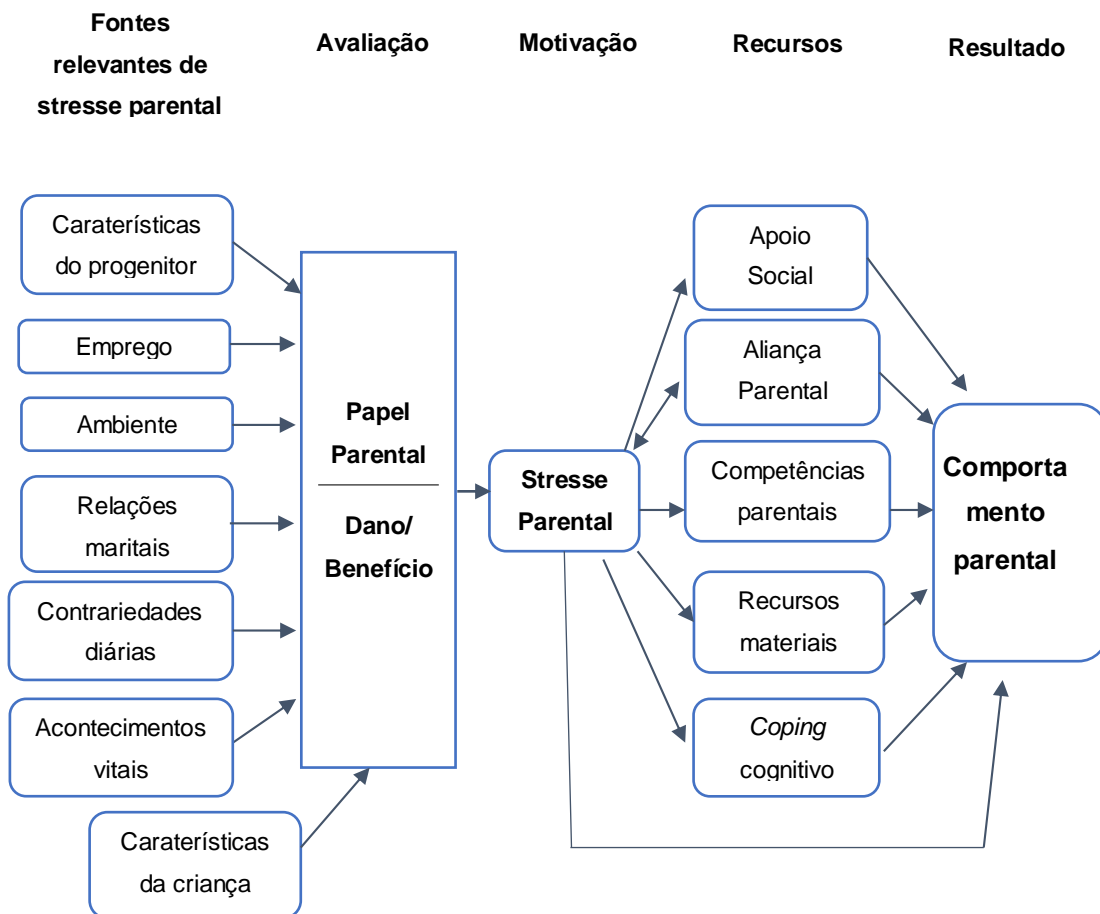 Fontes
relevantes de
stresse parental
Avaliação
Motivação
Recursos
Resultado
Caraterísticas
do progenitor
Emprego
Ambiente
Relações
maritais
Contrariedades
diárias
Acontecimentos
vitais
Caraterísticas
da criança
Papel
Parental
Dano/
Benefício
Stresse
Parental
Apoio
Social
Aliança
Parental
Competências
parentais
Recursos
materiais
Coping
cognitivo
Comporta
mento
parental